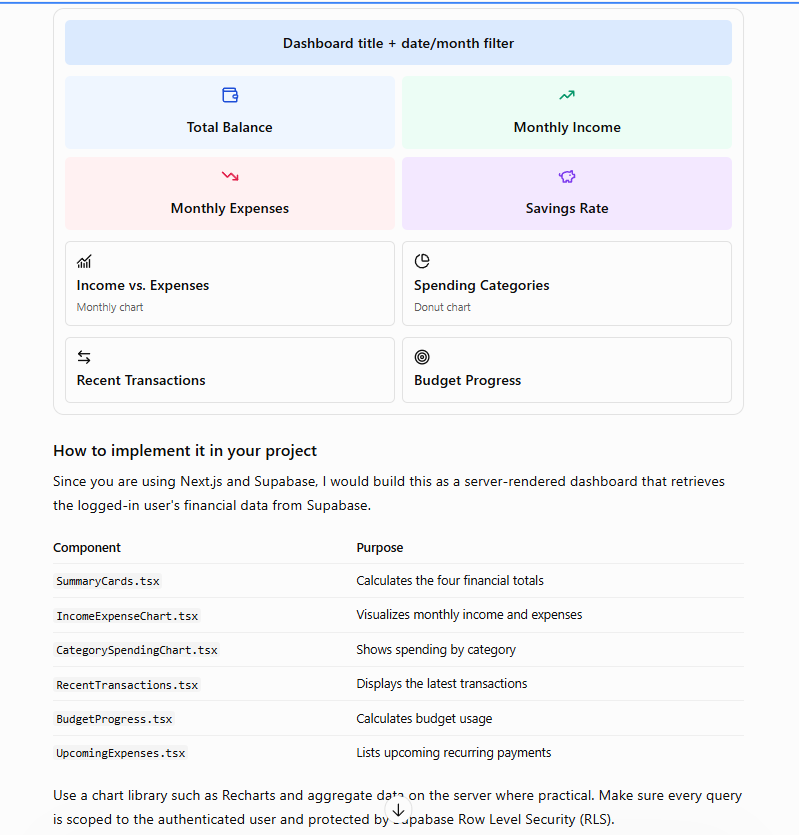 Dashboard title + date/month filter
Total Balance
Monthly Income
Monthly Expenses
Savings Rate
Income vs. Expenses
Monthly chart
Spending Categories
Donut chart
Recent Transactions
Budget Progress
How to implement it in your project
Since you are using Next.js and Supabase, I would build this as a server-rendered dashboard that retrieves
the logged-in user's financial data from Supabase.
Component Purpose
SummaryCards.tsx Calculates the four financial totals
IncomeExpenseChart.tsx Visualizes monthly income and expenses
CategorySpendingChart.tsx Shows spending by category
RecentTransactions.tsx Displays the latest transactions
BudgetProgress.tsx Calculates budget usage
UpcomingExpenses.tsx Lists upcoming recurring payments
Use a chart library such as Recharts and aggregate data on the server where practical. Make sure every query
is scoped to the authenticated user and protected by Supabase Row Level Security (RLS).